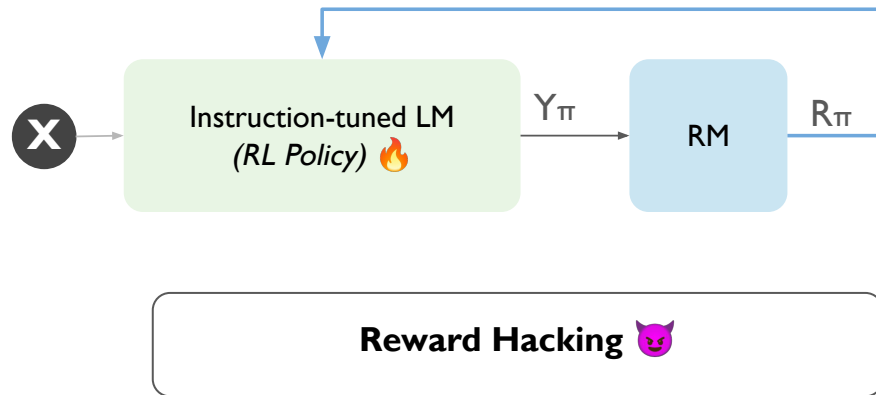 X
Instruction-tuned LM
(RL Policy) 🔥
Yπ
RM
Rπ
Reward Hacking 😈